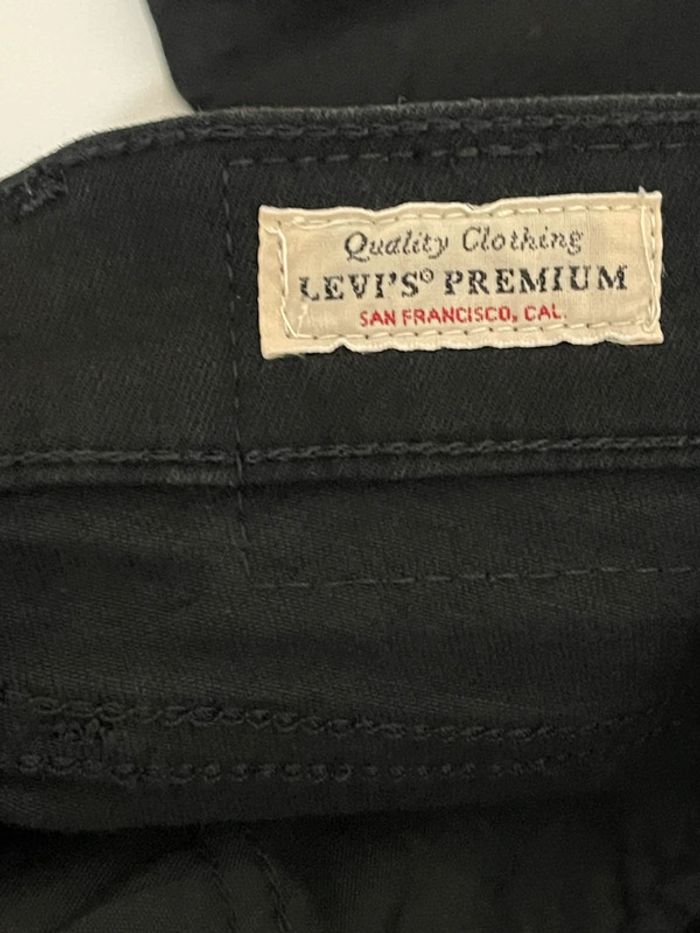 Quality Clothing
LEVI'S® PREMIUM
SAN FRANCISCO, CAL.